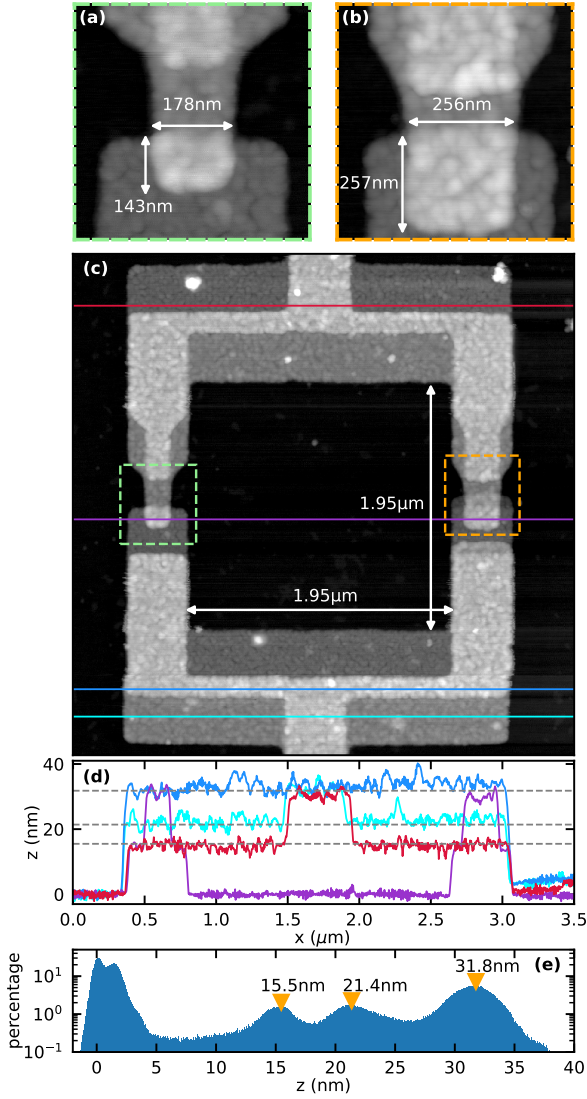 (a)
178nm
143nm
(b)
256nm
257nm
(c)
1.95μm
1.95μm
(d)
z (nm)
40
20
0
0.0 0.5 1.0 1.5 2.0 2.5 3.0 3.5
x (μm)
(e)
percentage
10¹
10⁰
10⁻¹
15.5nm
21.4nm
31.8nm
0 5 10 15 20 25 30 35 40
z (nm)